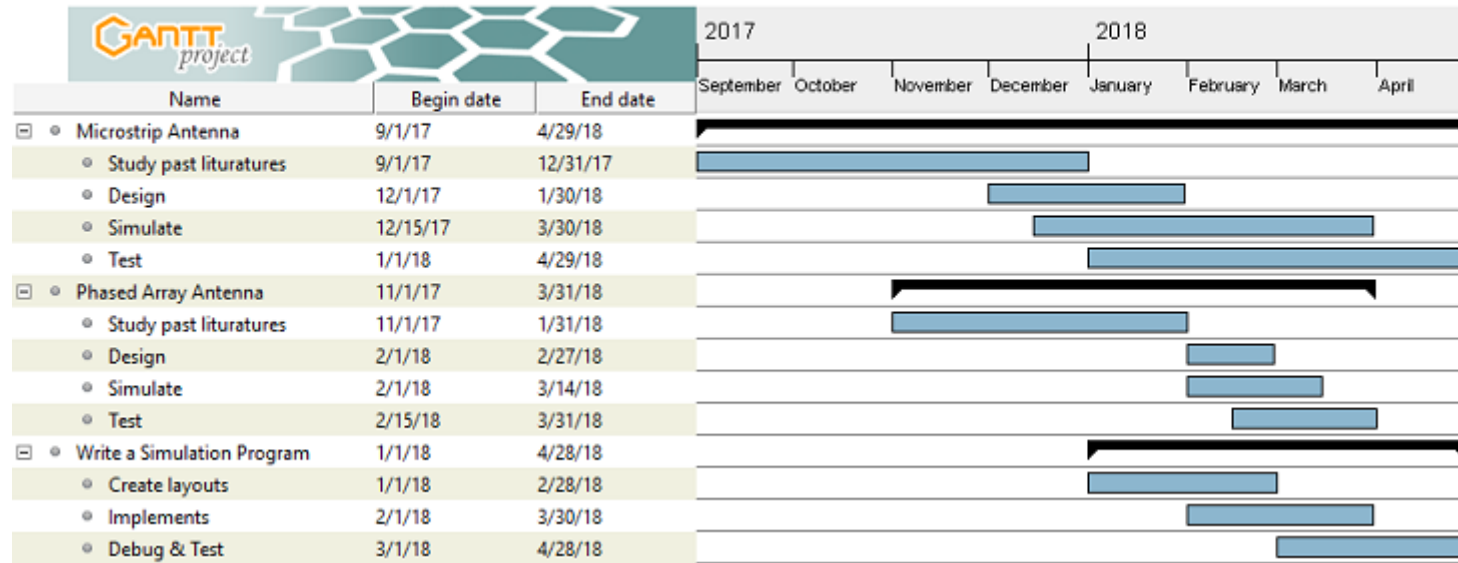 GANTT project
2017 2018
September October November December January February March April
Name Begin date End date
Microstrip Antenna 9/1/17 4/29/18
Study past lituratures 9/1/17 12/31/17
Design 12/1/17 1/30/18
Simulate 12/15/17 3/30/18
Test 1/1/18 4/29/18
Phased Array Antenna 11/1/17 3/31/18
Study past lituratures 11/1/17 1/31/18
Design 2/1/18 2/27/18
Simulate 2/1/18 3/14/18
Test 2/15/18 3/31/18
Write a Simulation Program 1/1/18 4/28/18
Create layouts 1/1/18 2/28/18
Implements 2/1/18 3/30/18
Debug & Test 3/1/18 4/28/18